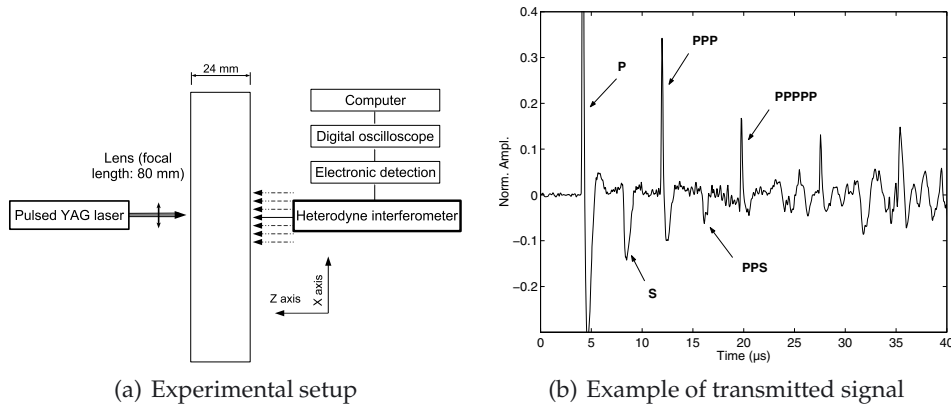 24 mm
Computer
Digital oscilloscope
Lens (focal
length: 80 mm)
Electronic detection
Pulsed YAG laser
Heterodyne interferometer
Z axis
X axis
(a) Experimental setup
0.4
0.3
0.2
0.1
0
−0.1
−0.2
Norm. Ampl.
P
PPP
PPPPP
S
PPS
0 5 10 15 20 25 30 35 40
Time (µs)
(b) Example of transmitted signal